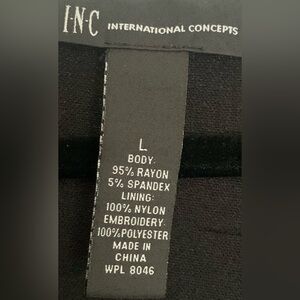 I·N·C INTERNATIONAL CONCEPTS
L
BODY:
95% RAYON
5% SPANDEX
LINING:
100% NYLON
EMBROIDERY:
100% POLYESTER
MADE IN
CHINA
WPL 8046